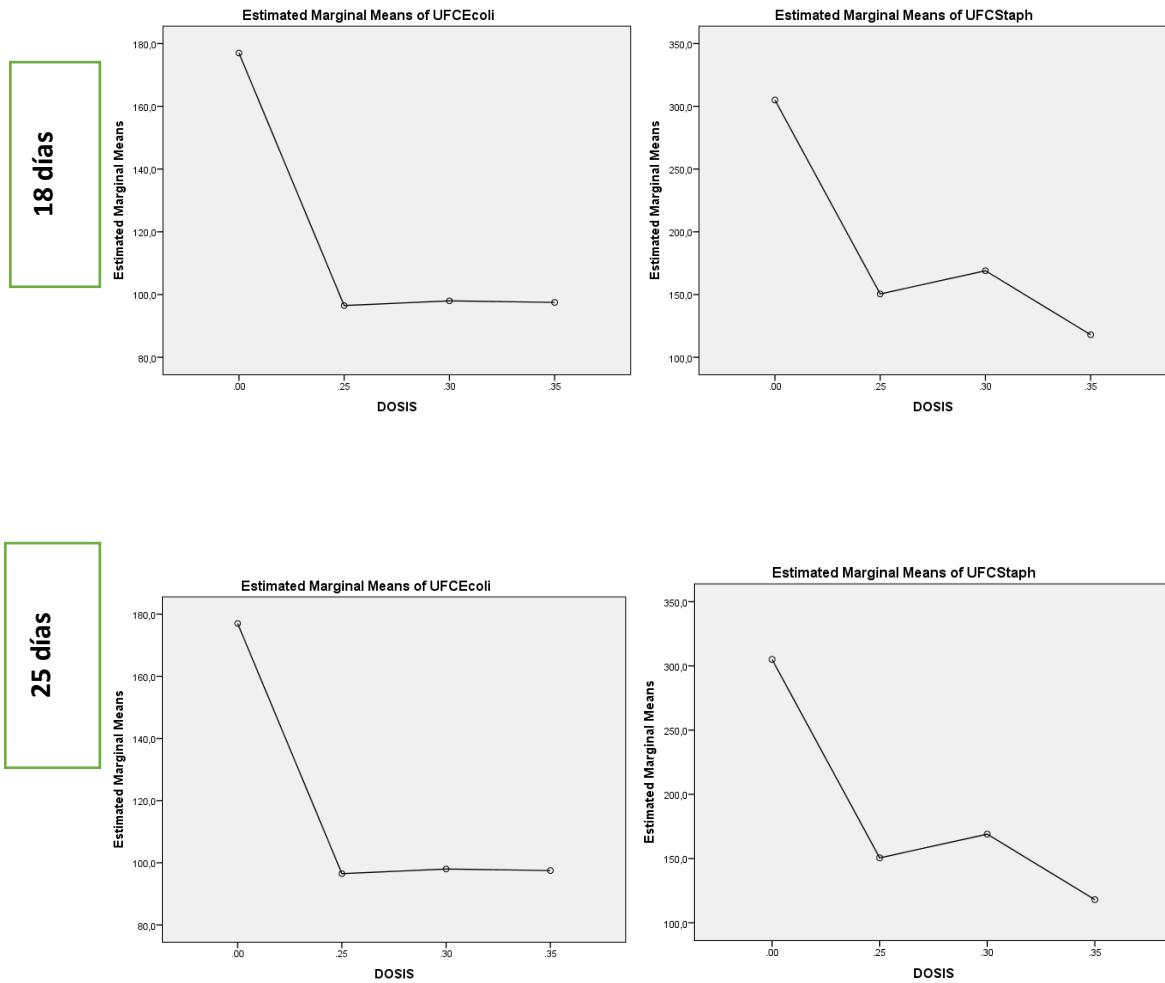 18 días
Estimated Marginal Means of UFCEcoli
Estimated Marginal Means
180,0
160,0
140,0
120,0
100,0
80,0
.00
.25
.30
.35
DOSIS
Estimated Marginal Means of UFCStaph
Estimated Marginal Means
350,0
300,0
250,0
200,0
150,0
100,0
.00
.25
.30
.35
DOSIS
25 días
Estimated Marginal Means of UFCEcoli
Estimated Marginal Means
180,0
160,0
140,0
120,0
100,0
80,0
.00
.25
.30
.35
DOSIS
Estimated Marginal Means of UFCStaph
Estimated Marginal Means
350,0
300,0
250,0
200,0
150,0
100,0
.00
.25
.30
.35
DOSIS